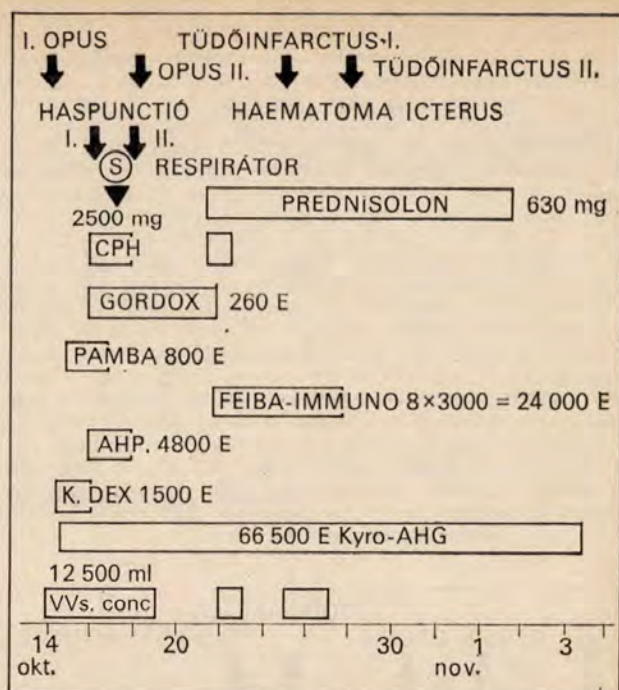 I. OPUS TÜDŐINFARCTUS·I.
OPUS II. TÜDŐINFARCTUS II.
HASPUNCTIÓ HAEMATOMA ICTERUS
I. II.
S RESPIRÁTOR
PREDNiSOLON 630 mg
2500 mg
CPH
GORDOX 260 E
PAMBA 800 E
FEIBA-IMMUNO 8×3000 = 24 000 E
AHP. 4800 E
K. DEX 1500 E
66 500 E Kyro-AHG
12 500 ml
VVs. conc
14 20 30 1 3
okt. nov.